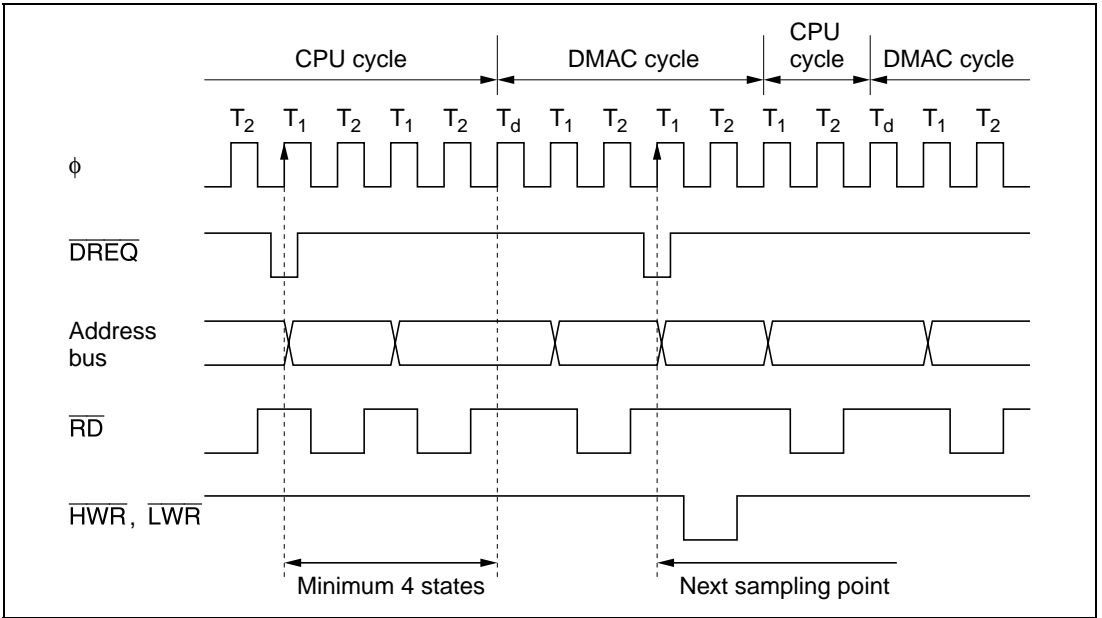 CPU cycle DMAC cycle CPU cycle DMAC cycle
T2 T1 T2 T1 T2 Td T1 T2 T1 T2 T1 T2 Td T1 T2
φ
DREQ
Address
bus
RD
HWR, LWR
Minimum 4 states Next sampling point